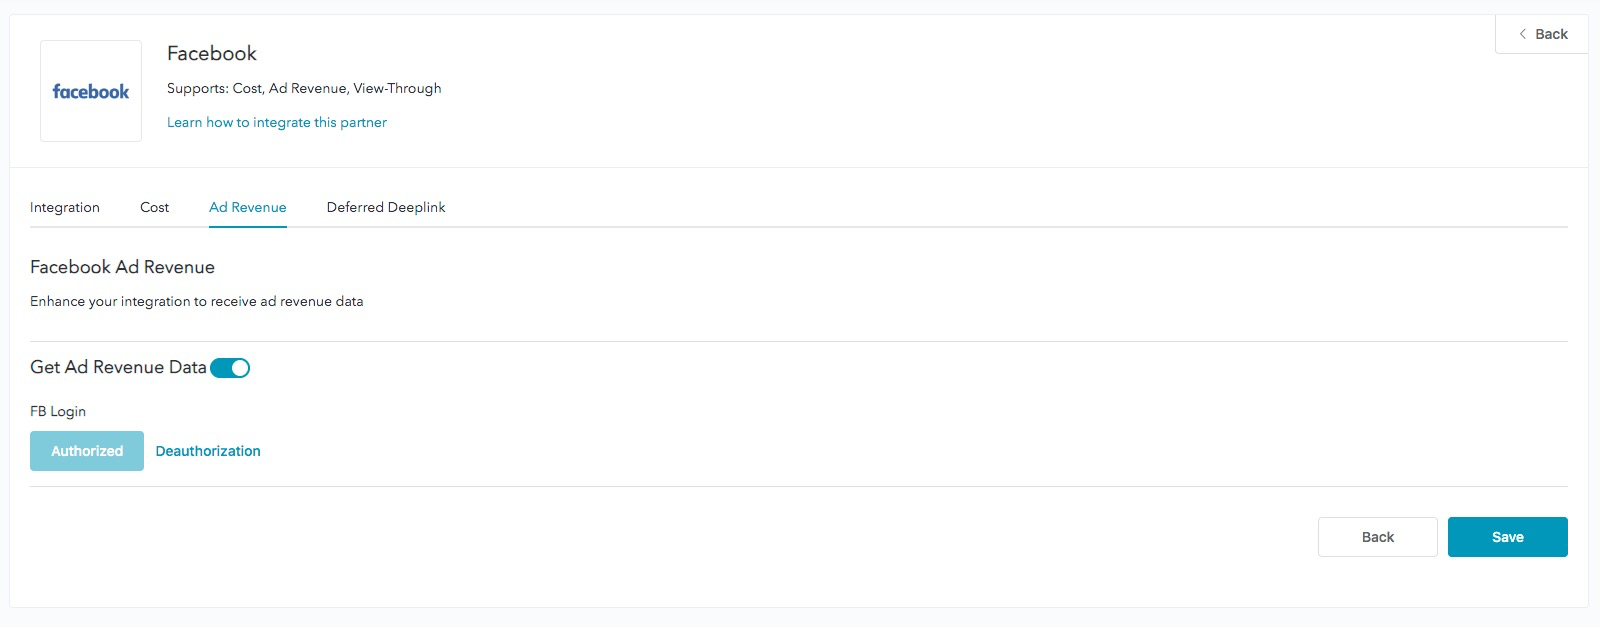 Back
facebook
Facebook
Supports: Cost, Ad Revenue, View-Through
Learn how to integrate this partner
Integration Cost Ad Revenue Deferred Deeplink
Facebook Ad Revenue
Enhance your integration to receive ad revenue data
Get Ad Revenue Data
FB Login
Authorized Deauthorization
Back Save